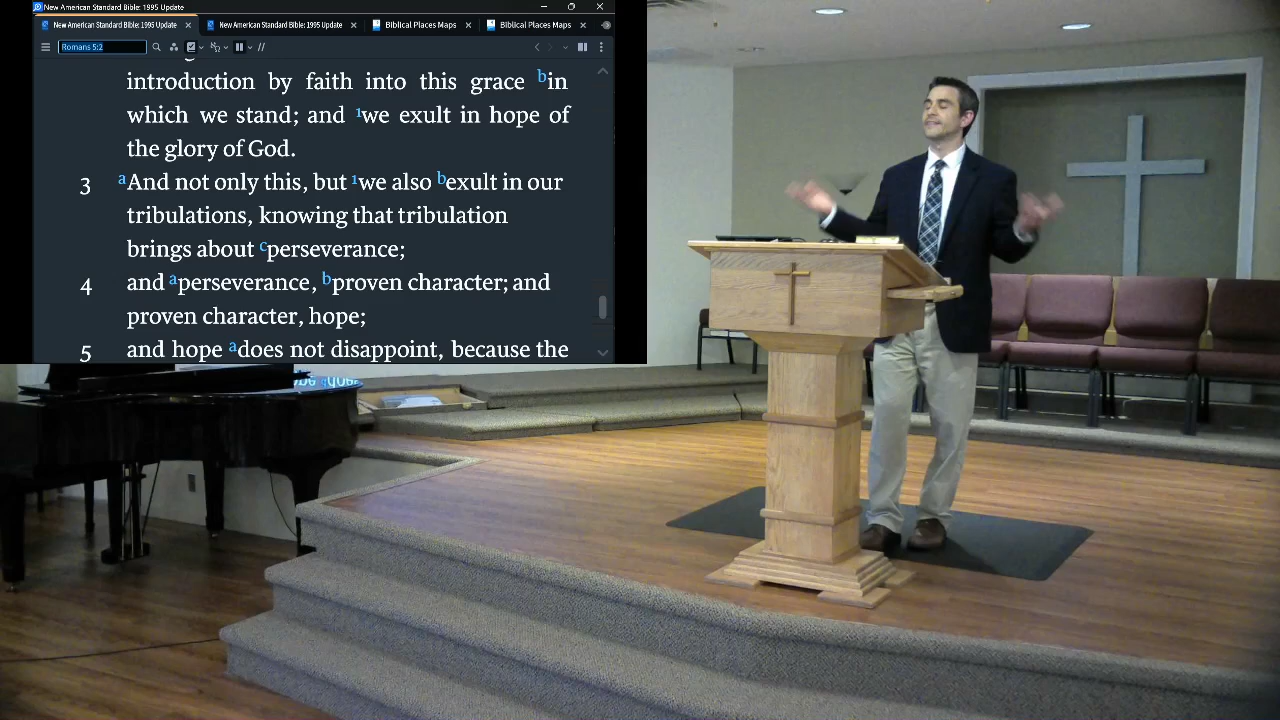 New American Standard Bible: 1995 Update
New American Standard Bible: 1995 Update
New American Standard Bible: 1995 Update
Biblical Places Maps
Biblical Places Maps
Romans 5:2
introduction by faith into this grace bin
which we stand; and 1we exult in hope of
the glory of God.
3 aAnd not only this, but 1we also bexult in our
tribulations, knowing that tribulation
brings about cperseverance;
4 and aperseverance, bproven character; and
proven character, hope;
5 and hope adoes not disappoint, because the